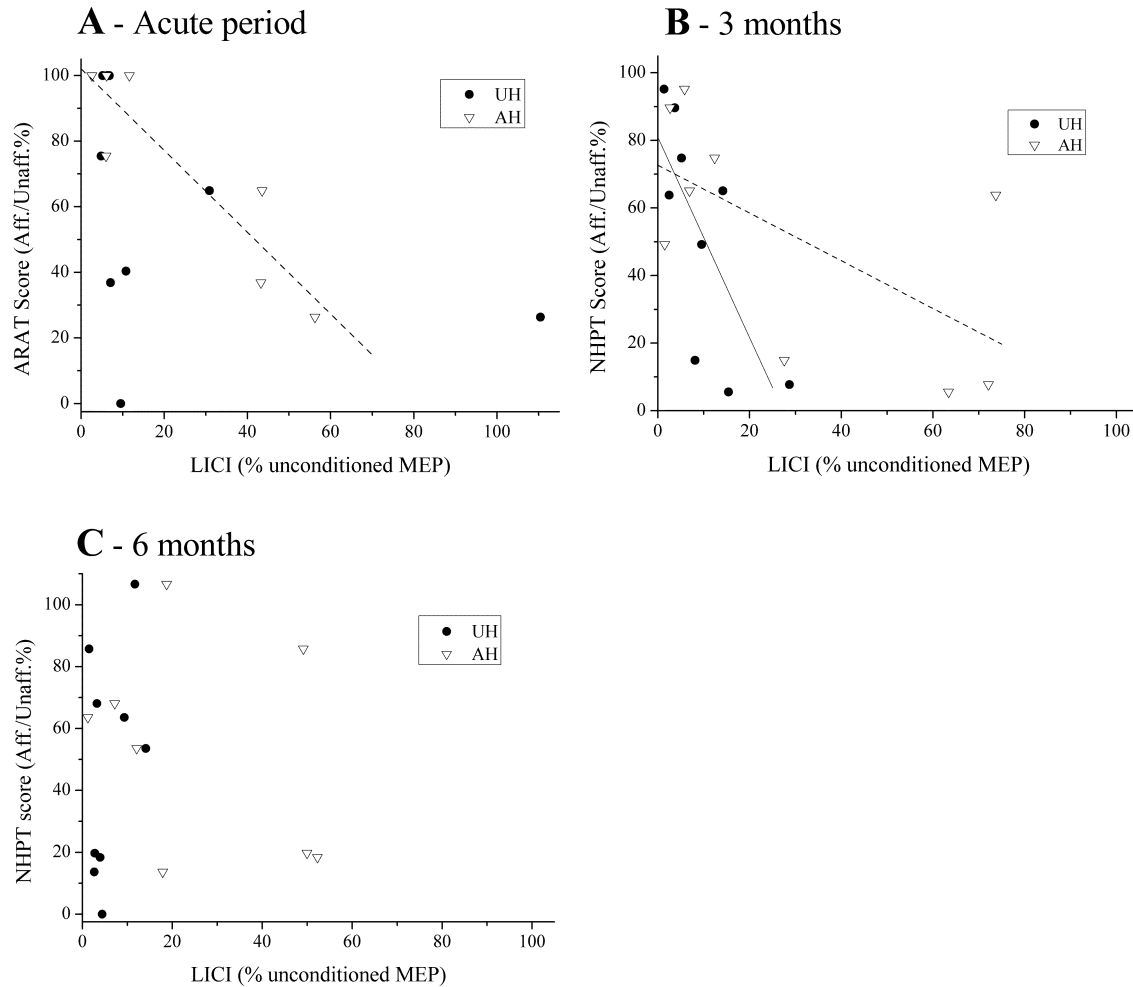 A - Acute period
100
80
60
40
20
0
ARAT Score (Aff./Unaff.%)
UH
AH
0 20 40 60 80 100
LICI (% unconditioned MEP)
B - 3 months
100
80
60
40
20
0
NHPT Score (Aff./Unaff.%)
UH
AH
0 20 40 60 80 100
LICI (% unconditioned MEP)
C - 6 months
100
80
60
40
20
0
NHPT score (Aff./Unaff.%)
UH
AH
0 20 40 60 80 100
LICI (% unconditioned MEP)